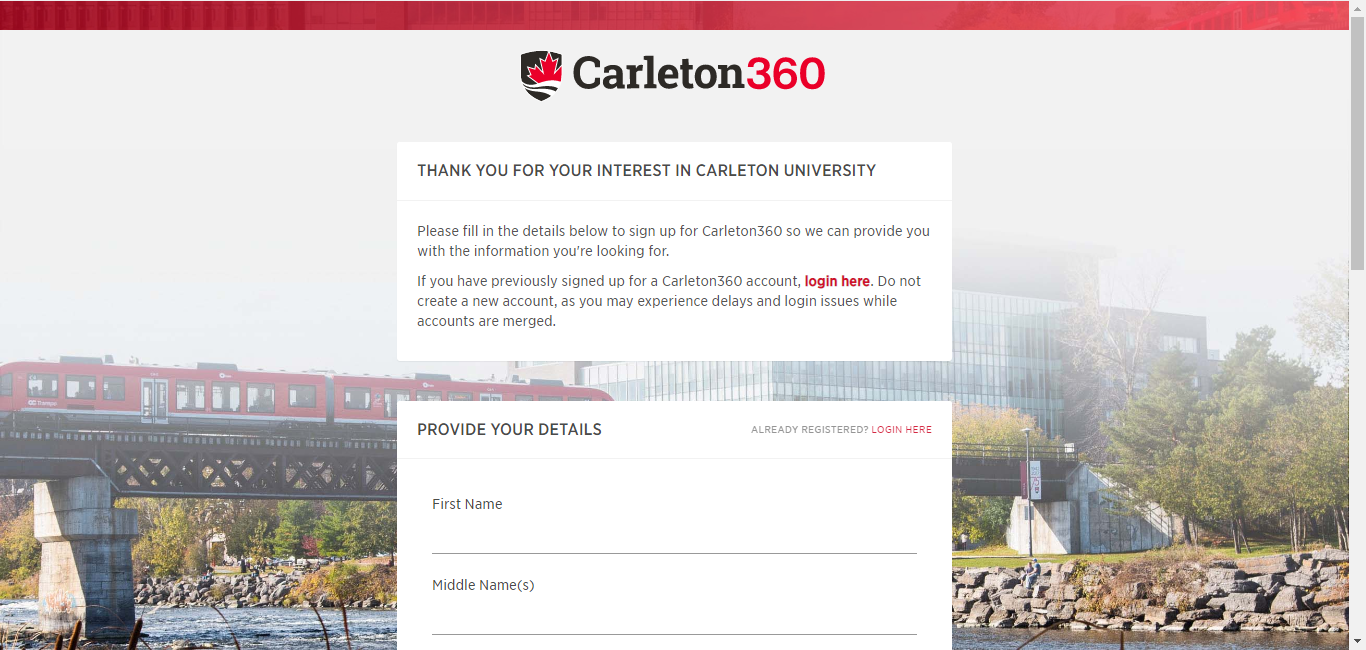 Carleton360
THANK YOU FOR YOUR INTEREST IN CARLETON UNIVERSITY
Please fill in the details below to sign up for Carleton360 so we can provide you
with the information you're looking for.
If you have previously signed up for a Carleton360 account, login here. Do not
create a new account, as you may experience delays and login issues while
accounts are merged.
PROVIDE YOUR DETAILS
ALREADY REGISTERED? LOGIN HERE
First Name
Middle Name(s)